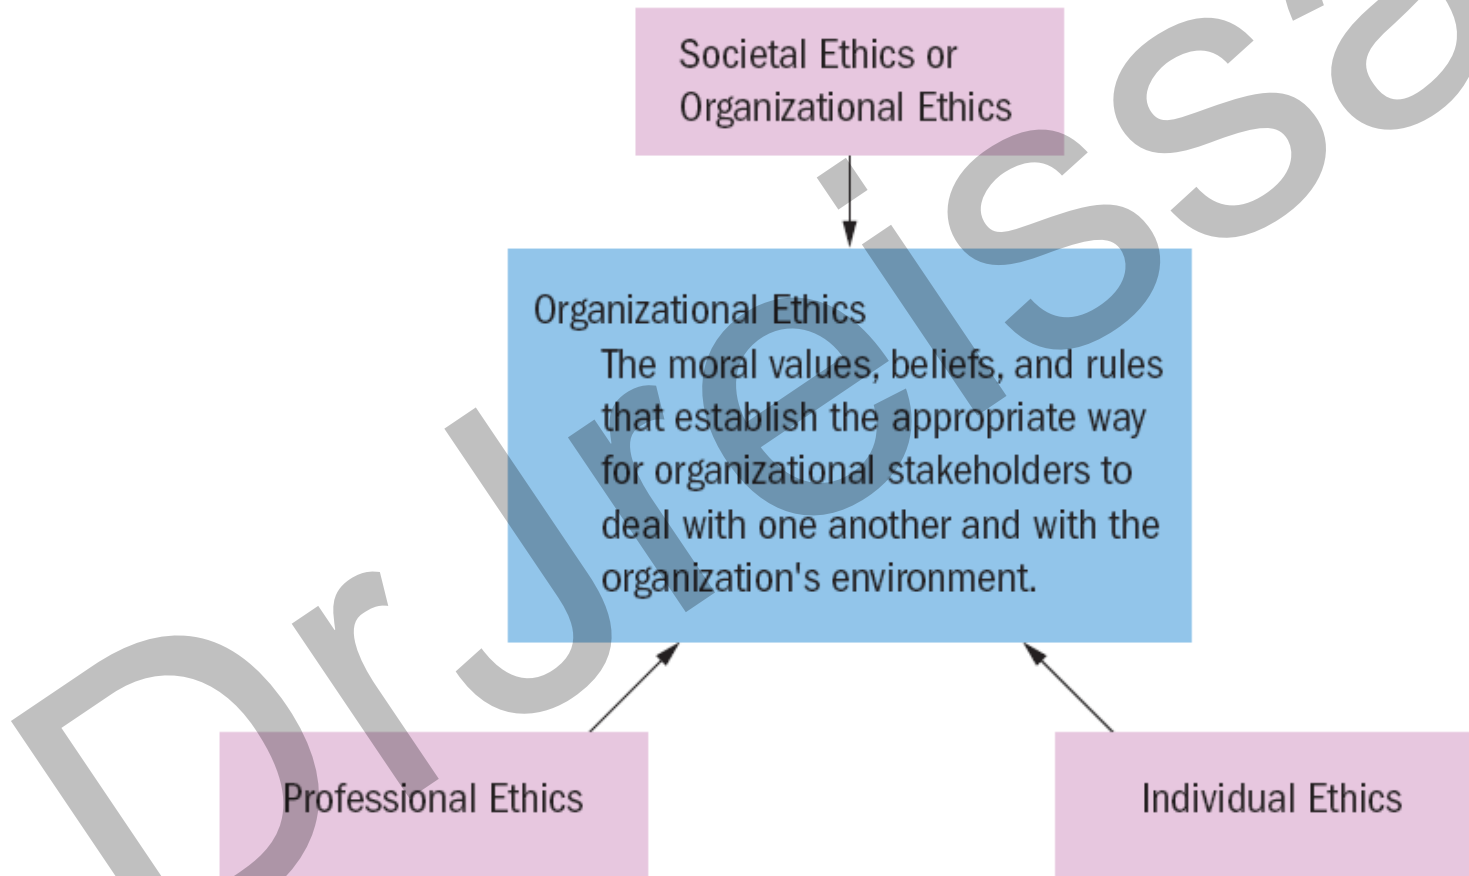 Societal Ethics or
Organizational Ethics
Organizational Ethics
The moral values, beliefs, and rules
that establish the appropriate way
for organizational stakeholders to
deal with one another and with the
organization's environment.
Professional Ethics
Individual Ethics
DrJreissa